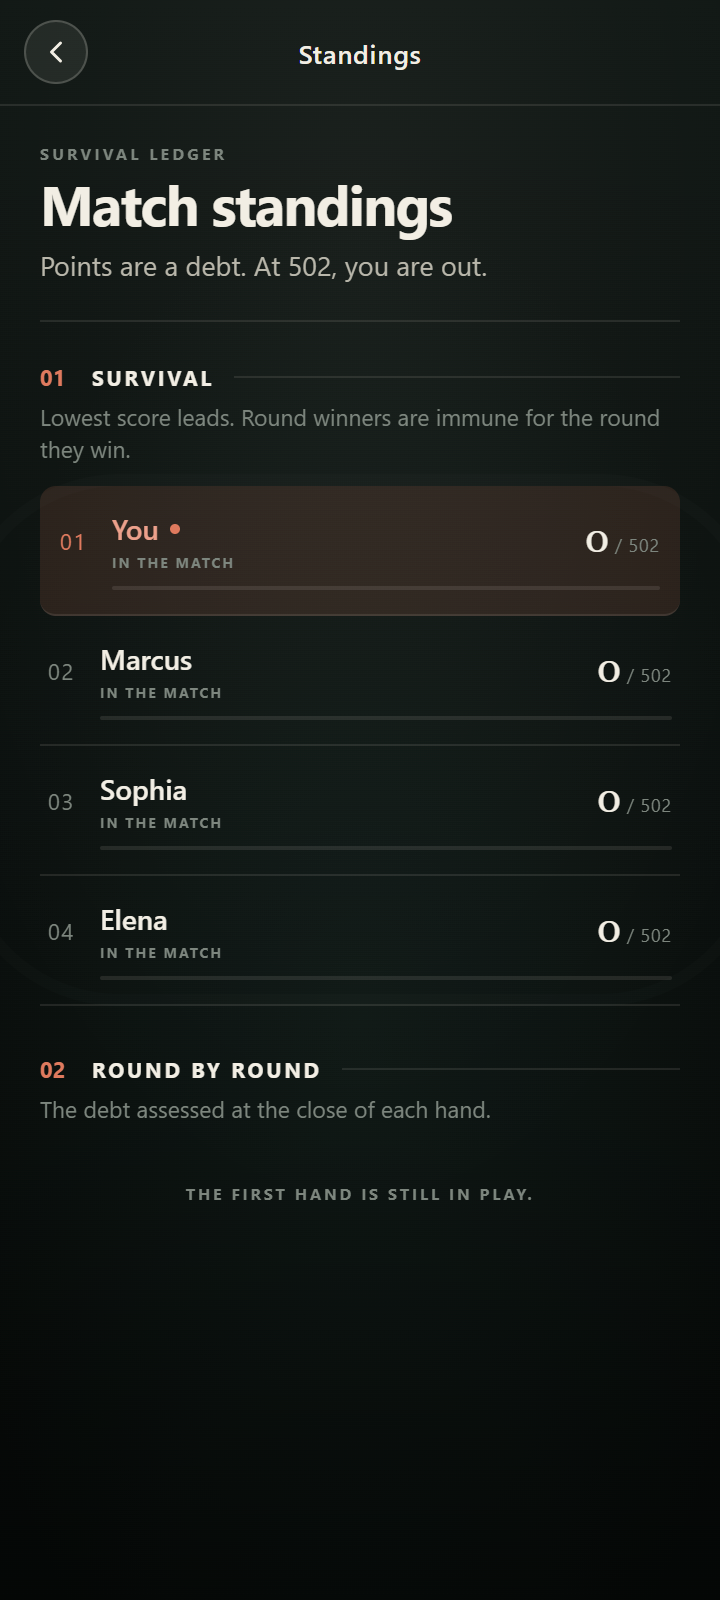 Standings
SURVIVAL LEDGER
Match standings
Points are a debt. At 502, you are out.
01 SURVIVAL
Lowest score leads. Round winners are immune for the round
they win.
01 You 0 / 502
IN THE MATCH
02 Marcus 0 / 502
IN THE MATCH
03 Sophia 0 / 502
IN THE MATCH
04 Elena 0 / 502
IN THE MATCH
02 ROUND BY ROUND
The debt assessed at the close of each hand.
THE FIRST HAND IS STILL IN PLAY.